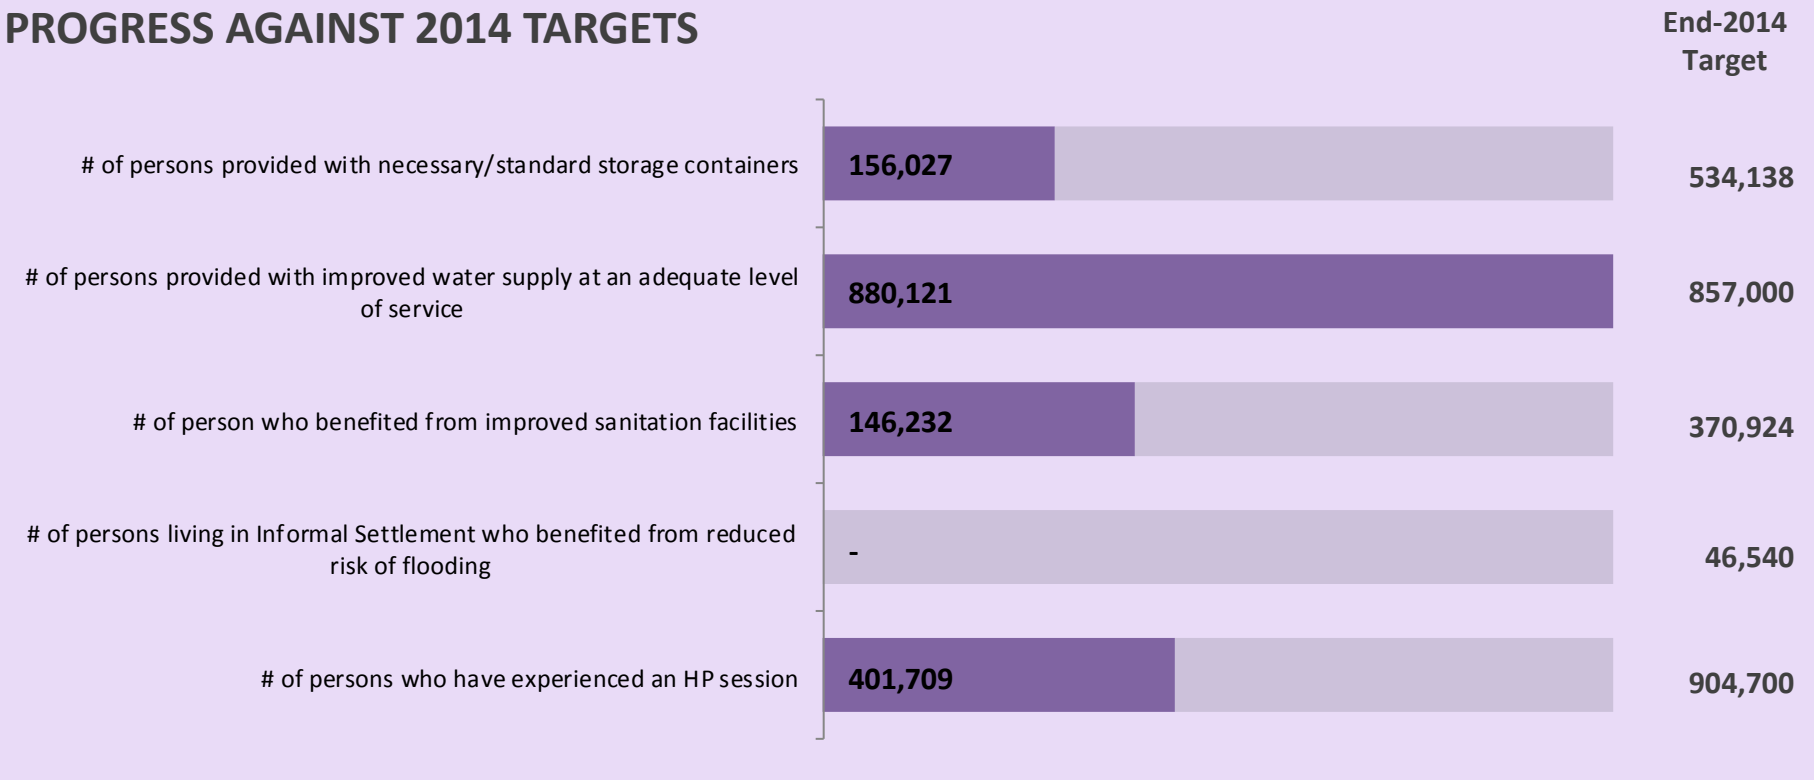 PROGRESS AGAINST 2014 TARGETS
End-2014
Target
# of persons provided with necessary/standard storage containers
156,027
534,138
# of persons provided with improved water supply at an adequate level
of service
880,121
857,000
# of person who benefited from improved sanitation facilities
146,232
370,924
# of persons living in Informal Settlement who benefited from reduced
risk of flooding
-
46,540
# of persons who have experienced an HP session
401,709
904,700